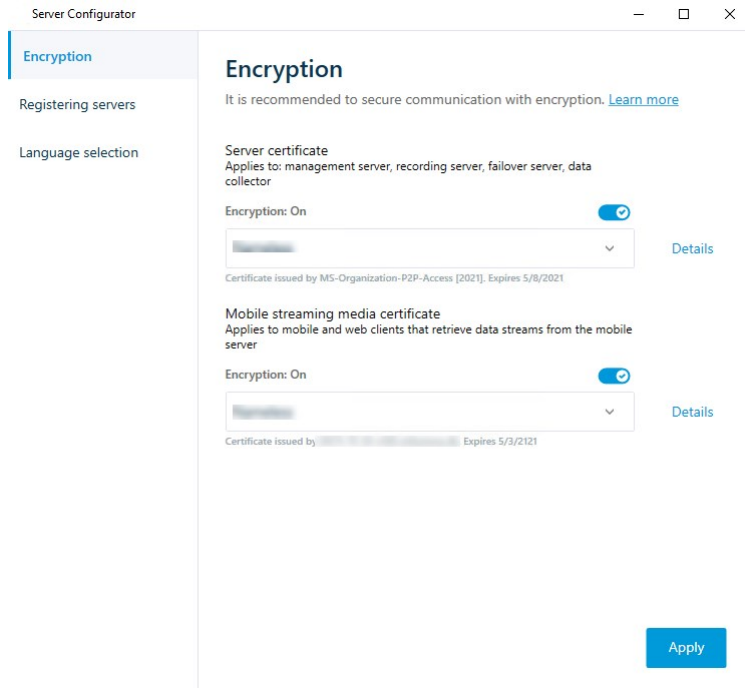 Server Configurator
Encryption
Registering servers
Language selection
Encryption
It is recommended to secure communication with encryption. Learn more
Server certificate
Applies to: management server, recording server, failover server, data
collector
Encryption: On
Details
Certificate issued by MS-Organization-P2P-Access [2021]. Expires 5/8/2021
Mobile streaming media certificate
Applies to mobile and web clients that retrieve data streams from the mobile
server
Encryption: On
Details
Certificate issued by Expires 5/3/2121
Apply